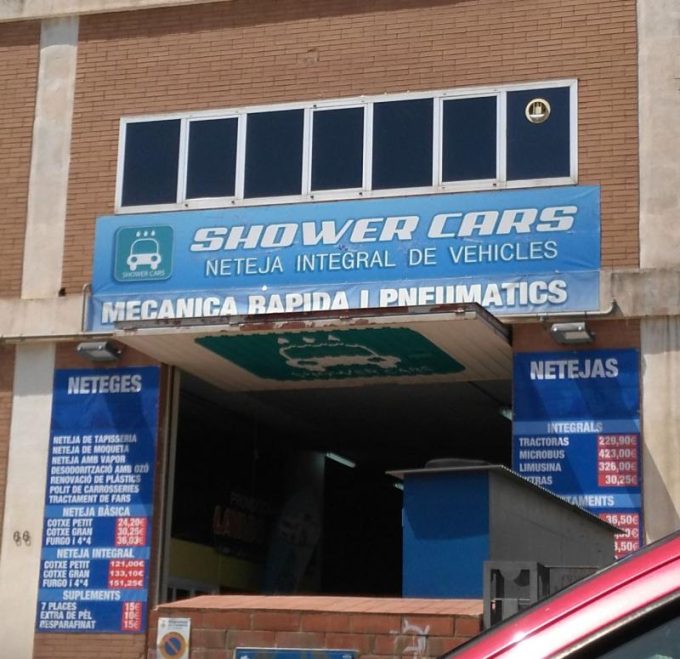 SHOWER CARS
SHOWER CARS
NETEJA INTEGRAL DE VEHICLES
MECANICA RAPIDA I PNEUMATICS
SHOWER CARS
NETEGES
NETEJA DE TAPISSERIA
NETEJA DE MOQUETA
NETEJA AMB VAPOR
DESODORITZACIÓ AMB OZÓ
RENOVACIÓ DE PLÀSTICS
POLIT DE CARROSSERIES
TRACTAMENT DE FARS
NETEJA BÀSICA
COTXE PETIT 24,20€
COTXE GRAN 30,25€
FURGO I 4*4
NETEJA INTEGRAL
COTXE PETIT 121,00€
COTXE GRAN 133,10€
FURGO I 4*4 151,25€
SUPLEMENTS
7 PLACES 15€
EXTRA DE PÈL 10€
DESPARAFINAT 15€
NETEJAS
INTEGRALS
TRACTORAS 229,90€
MICROBUS 423,00€
LIMUSINA 326,00€
30,25€
36,50€